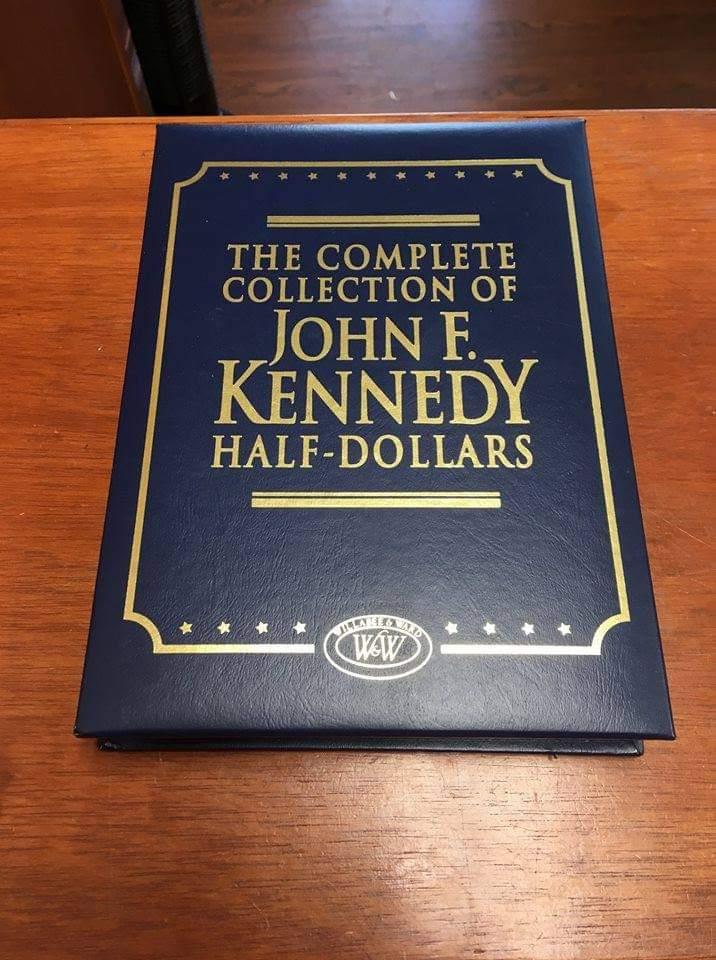 THE COMPLETE
COLLECTION OF
JOHN F.
KENNEDY
HALF-DOLLARS
WILLABEE & WARD
W&W